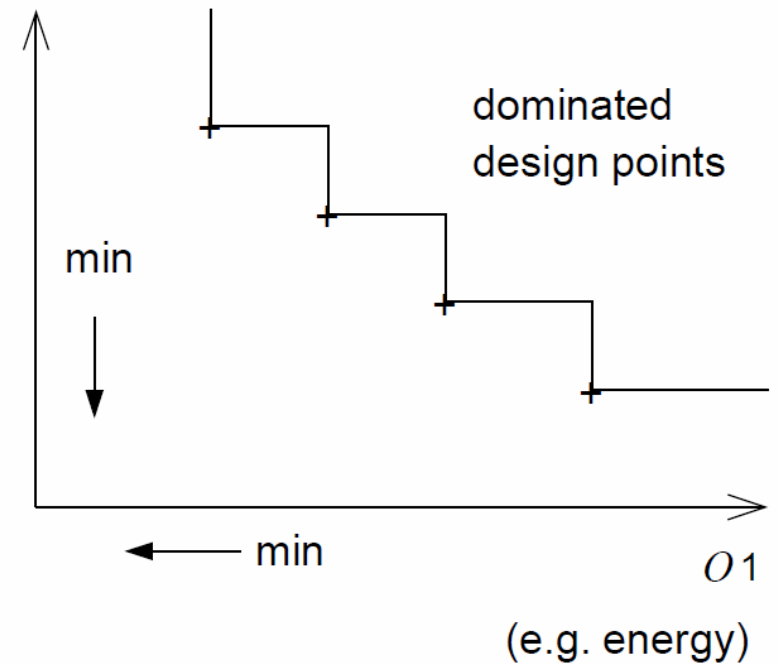 dominated
design points
min
min
O1
(e.g. energy)